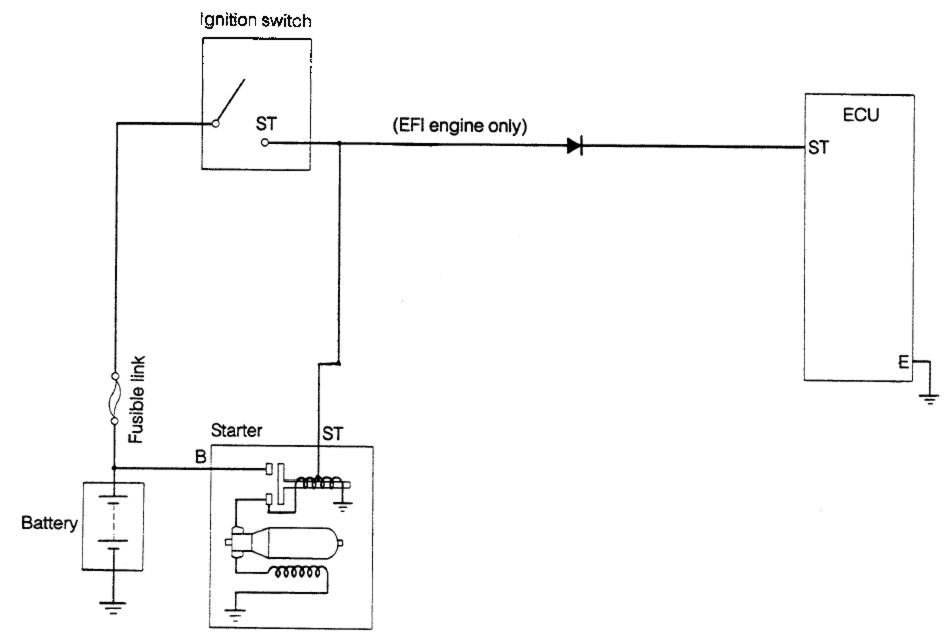 Ignition switch
ST
(EFI engine only)
ECU
ST
E
Fusible link
Starter
ST
B
Battery